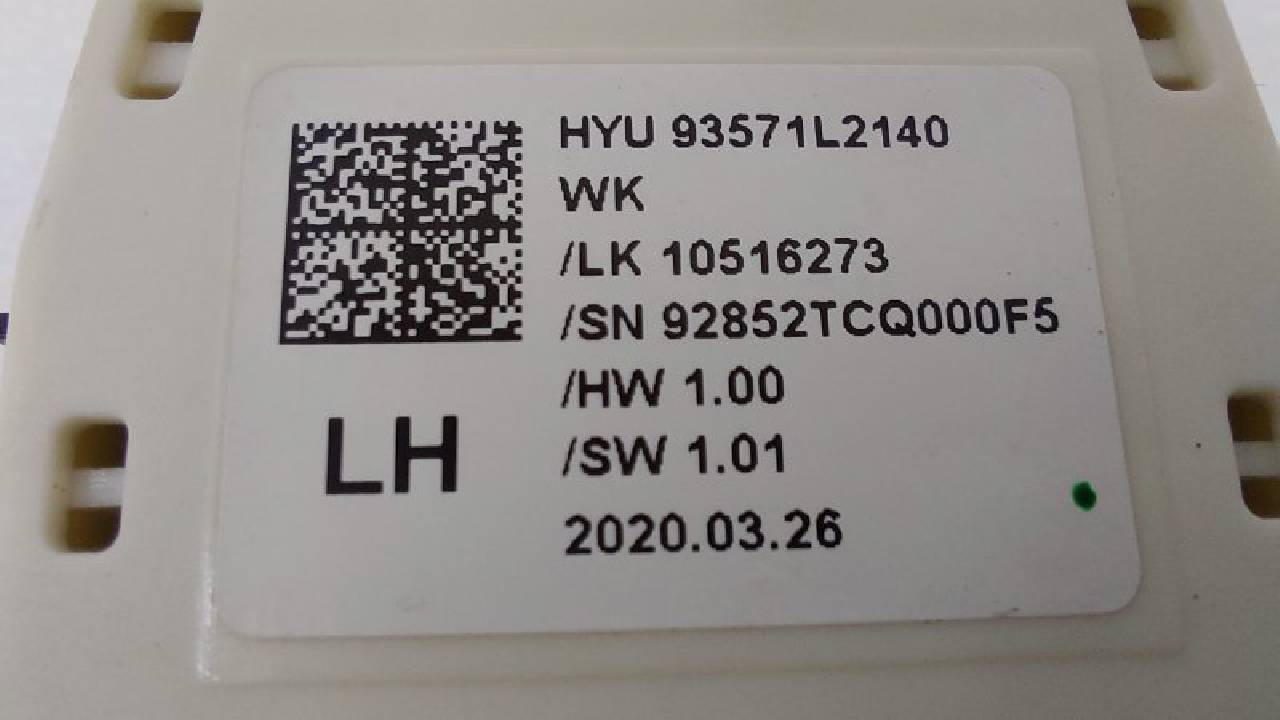 HYU 93571L2140
WK
/LK 10516273
/SN 92852TCQ000F5
/HW 1.00
/SW 1.01
2020.03.26
LH